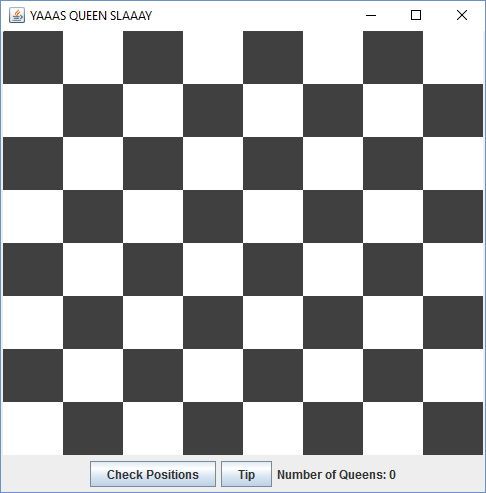 YAAAS QUEEN SLAAAY
Check Positions Tip Number of Queens: 0